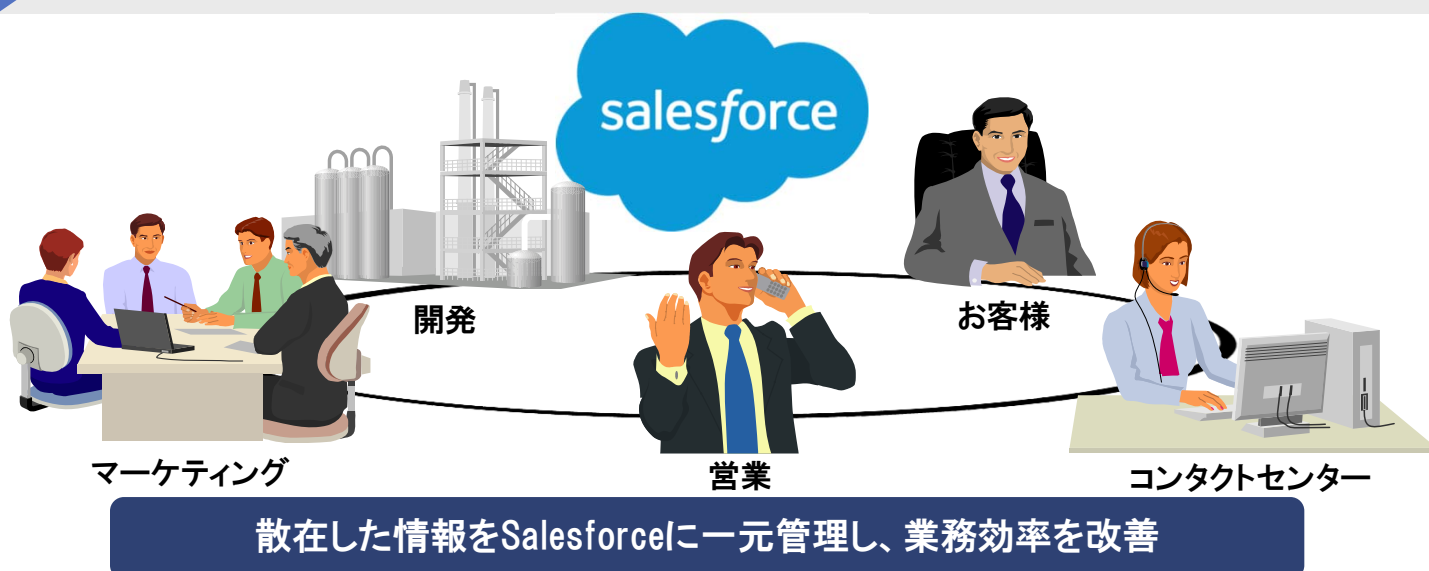 salesforce
開発
お客様
マーケティング
営業
コンタクトセンター
散在した情報をSalesforceに一元管理し、業務効率を改善